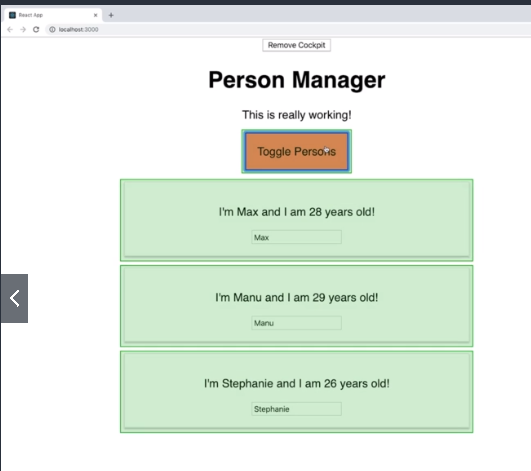 React App
localhost:3000
Remove Cockpit
Person Manager
This is really working!
Toggle Persons
I'm Max and I am 28 years old!
Max
I'm Manu and I am 29 years old!
Manu
I'm Stephanie and I am 26 years old!
Stephanie